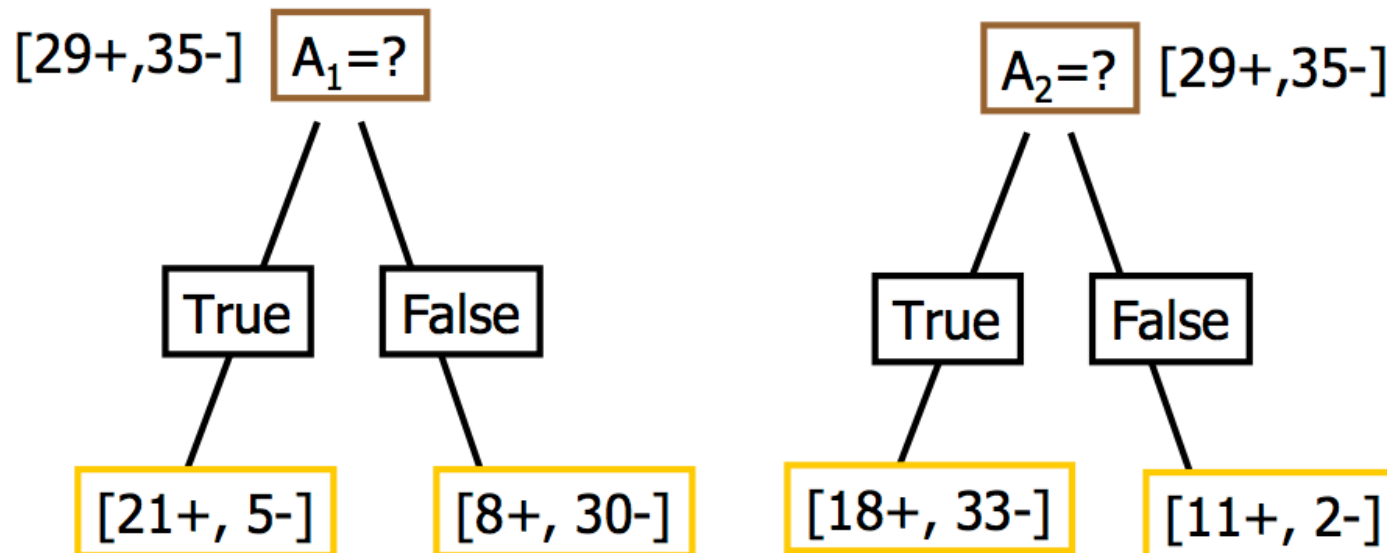 [29+,35-] A₁=?
A₂=? [29+,35-]
True False
True False
[21+, 5-] [8+, 30-]
[18+, 33-] [11+, 2-]